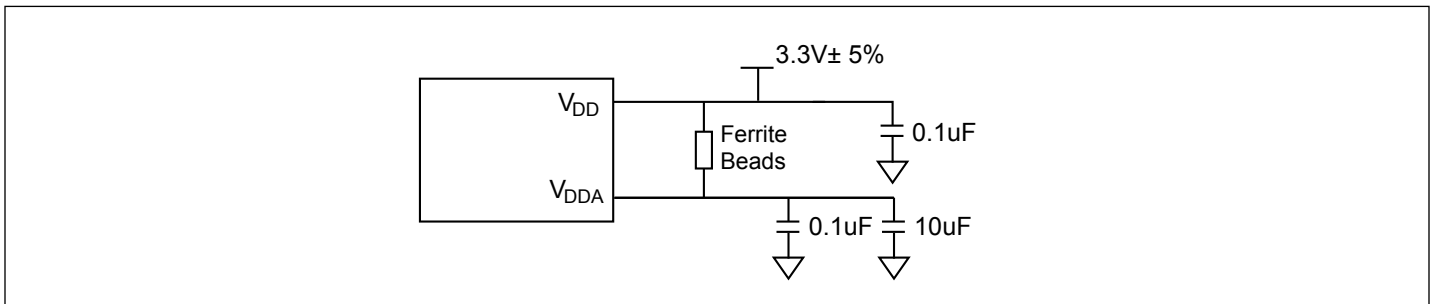 3.3V± 5%
VDD
Ferrite
Beads
0.1uF
VDDA
0.1uF
10uF